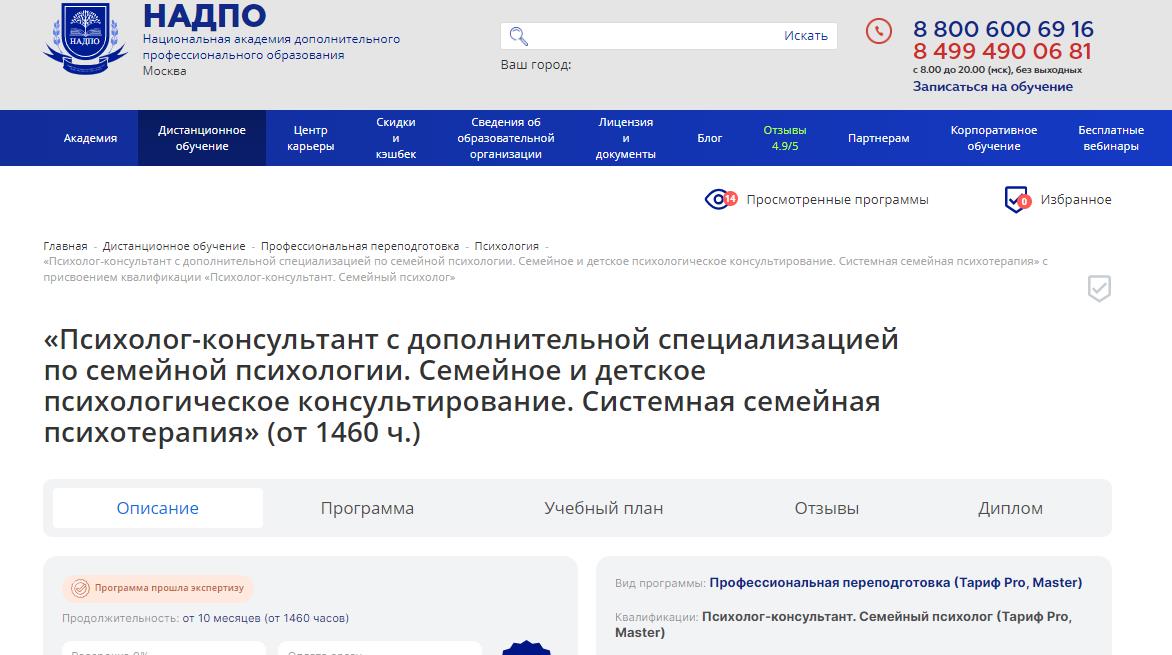 НАДПО
НАДПО
Национальная академия дополнительного
профессионального образования
Москва
Искать
Ваш город:
8 800 600 69 16
8 499 490 06 81
с 8.00 до 20.00 (мск), без выходных
Записаться на обучение
Академия
Дистанционное
обучение
Центр
карьеры
Скидки
и
кэшбек
Сведения об
образовательной
организации
Лицензия
и
документы
Блог
Отзывы
4.9/5
Партнерам
Корпоративное
обучение
Бесплатные
вебинары
14
Просмотренные программы
0
Избранное
Главная - Дистанционное обучение - Профессиональная переподготовка - Психология -
«Психолог-консультант с дополнительной специализацией по семейной психологии. Семейное и детское психологическое консультирование. Системная семейная психотерапия» с
присвоением квалификации «Психолог-консультант. Семейный психолог»
«Психолог-консультант с дополнительной специализацией
по семейной психологии. Семейное и детское
психологическое консультирование. Системная семейная
психотерапия» (от 1460 ч.)
Описание
Программа
Учебный план
Отзывы
Диплом
Программа прошла экспертизу
Продолжительность: от 10 месяцев (от 1460 часов)
Вид программы: Профессиональная переподготовка (Тариф Pro, Master)
Квалификации: Психолог-консультант. Семейный психолог (Тариф Pro,
Master)